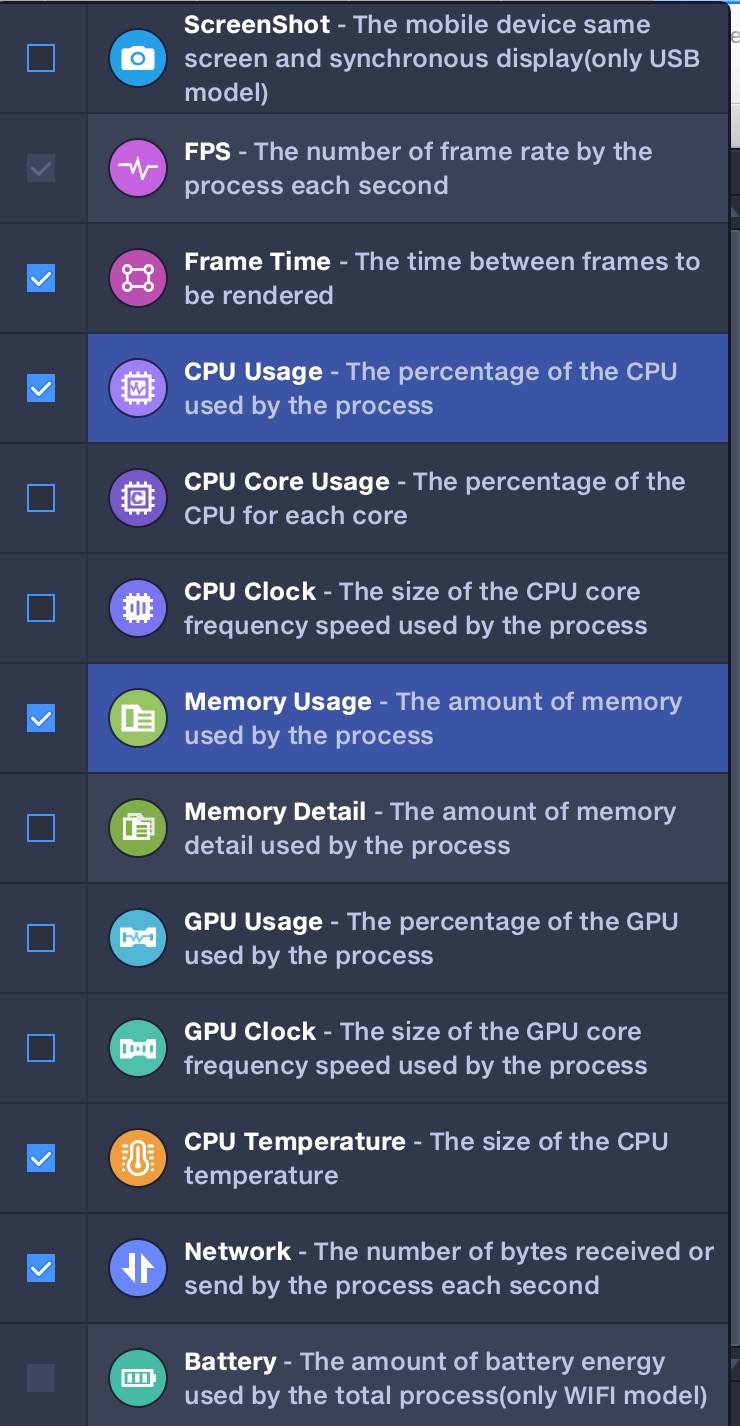 ScreenShot - The mobile device same
screen and synchronous display(only USB
model)
FPS - The number of frame rate by the
process each second
Frame Time - The time between frames to
be rendered
CPU Usage - The percentage of the CPU
used by the process
CPU Core Usage - The percentage of the
CPU for each core
CPU Clock - The size of the CPU core
frequency speed used by the process
Memory Usage - The amount of memory
used by the process
Memory Detail - The amount of memory
detail used by the process
GPU Usage - The percentage of the GPU
used by the process
GPU Clock - The size of the GPU core
frequency speed used by the process
CPU Temperature - The size of the CPU
temperature
Network - The number of bytes received or
send by the process each second
Battery - The amount of battery energy
used by the total process(only WIFI model)